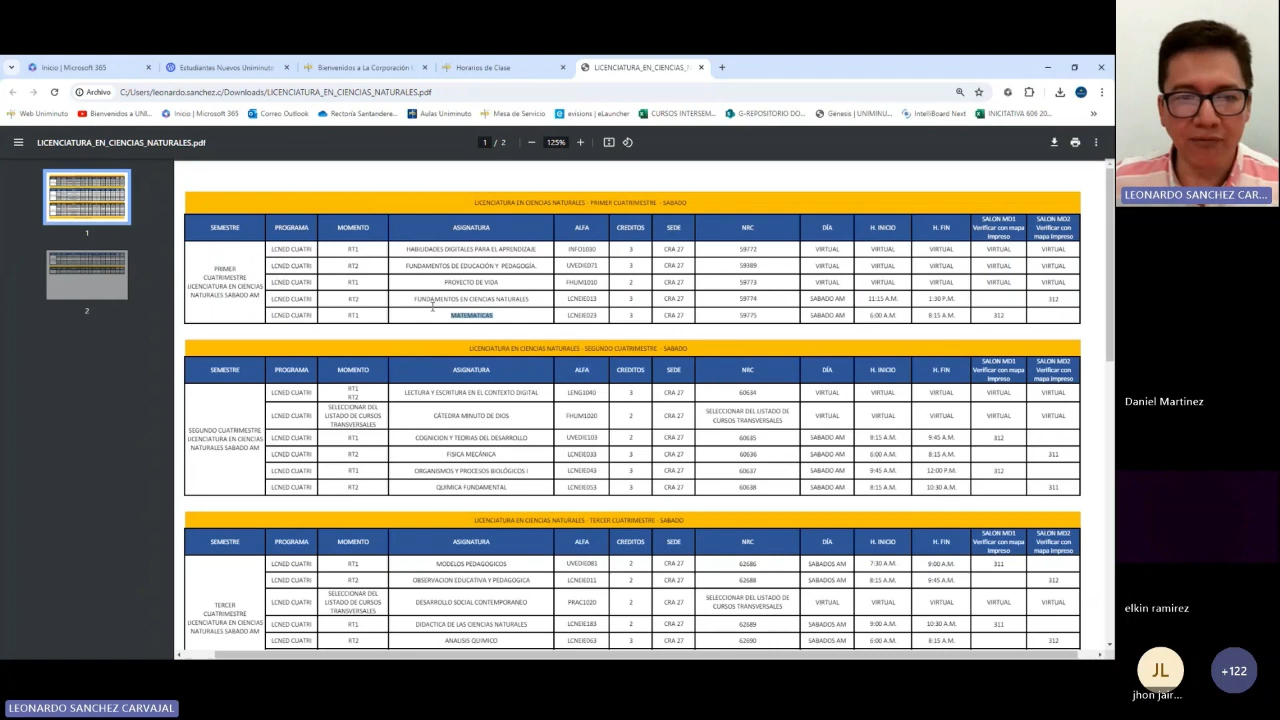 Inicio | Microsoft 365
Estudiantes Nuevos Uniminuto
Bienvenidos a La Corporación
Horarios de Clase
LICENCIATURA_EN_CIENCIAS_N
Archivo
C:/Users/leonardo.sanchez.c/Downloads/LICENCIATURA_EN_CIENCIAS_NATURALES.pdf
Web Uniminuto
Bienvenidos a UNI...
Inicio | Microsoft 365
Correo Outlook
Rectoría Santandere...
Aulas Uniminuto
Mesa de Servicio
evisions | eLauncher
CURSOS INTERSEM...
G-REPOSITORIO DO...
Génesis | UNIMINU...
IntelliBoard Next
INICITATIVA 606 20...
LICENCIATURA_EN_CIENCIAS_NATURALES.pdf
1 / 2
125%
1
2
LICENCIATURA EN CIENCIAS NATURALES - PRIMER CUATRIMESTRE - SABADO
SEMESTRE PROGRAMA MOMENTO ASIGNATURA ALFA CREDITOS SEDE NRC DÍA H. INICIO H. FIN SALON MD1 Verificar con mapa impreso SALON MD2 Verificar con mapa impreso
PRIMER CUATRIMESTRE LICENCIATURA EN CIENCIAS NATURALES SABADO AM
LCNED CUATRI RT1 HABILIDADES DIGITALES PARA EL APRENDIZAJE INFO1030 3 CRA 27 59772 VIRTUAL VIRTUAL VIRTUAL VIRTUAL VIRTUAL
LCNED CUATRI RT2 FUNDAMENTOS DE EDUCACIÓN Y PEDAGOGÍA. UVEDIE071 3 CRA 27 59389 VIRTUAL VIRTUAL VIRTUAL VIRTUAL VIRTUAL
LCNED CUATRI RT1 PROYECTO DE VIDA FHUM1010 2 CRA 27 59773 VIRTUAL VIRTUAL VIRTUAL VIRTUAL VIRTUAL
LCNED CUATRI RT2 FUNDAMENTOS EN CIENCIAS NATURALES LCNEIE013 3 CRA 27 59774 SABADO AM 11:15 A.M. 1:30 P.M. 312
LCNED CUATRI RT1 MATEMATICAS LCNEIE023 3 CRA 27 59775 SABADO AM 6:00 A.M. 8:15 A.M. 312
LICENCIATURA EN CIENCIAS NATURALES - SEGUNDO CUATRIMESTRE - SABADO
SEMESTRE PROGRAMA MOMENTO ASIGNATURA ALFA CREDITOS SEDE NRC DÍA H. INICIO H. FIN SALON MD1 Verificar con mapa impreso SALON MD2 Verificar con mapa impreso
SEGUNDO CUATRIMESTRE LICENCIATURA EN CIENCIAS NATURALES SABADO AM
LCNED CUATRI RT1 RT2 LECTURA Y ESCRITURA EN EL CONTEXTO DIGITAL LENG1040 3 CRA 27 60634 VIRTUAL VIRTUAL VIRTUAL VIRTUAL VIRTUAL
LCNED CUATRI SELECCIONAR DEL LISTADO DE CURSOS TRANSVERSALES CÁTEDRA MINUTO DE DIOS FHUM1020 2 CRA 27 SELECCIONAR DEL LISTADO DE CURSOS TRANSVERSALES VIRTUAL VIRTUAL VIRTUAL VIRTUAL VIRTUAL
LCNED CUATRI RT1 COGNICION Y TEORIAS DEL DESARROLLO UVEDIE103 2 CRA 27 60635 SABADO AM 8:15 A.M. 9:45 A.M. 312
LCNED CUATRI RT2 FISICA MECÁNICA LCNEIE033 3 CRA 27 60636 SABADO AM 6:00 A.M. 8:15 A.M. 311
LCNED CUATRI RT1 ORGANISMOS Y PROCESOS BIOLÓGICOS I LCNEIE043 3 CRA 27 60637 SABADO AM 9:45 A.M. 12:00 P.M. 312
LCNED CUATRI RT2 QUIMICA FUNDAMENTAL LCNEIE053 3 CRA 27 60638 SABADO AM 8:15 A.M. 10:30 A.M. 311
LICENCIATURA EN CIENCIAS NATURALES - TERCER CUATRIMESTRE - SABADO
SEMESTRE PROGRAMA MOMENTO ASIGNATURA ALFA CREDITOS SEDE NRC DÍA H. INICIO H. FIN SALON MD1 Verificar con mapa impreso SALON MD2 Verificar con mapa impreso
TERCER CUATRIMESTRE LICENCIATURA EN CIENCIAS NATURALES SABADO AM
LCNED CUATRI RT1 MODELOS PEDAGOGICOS UVEDIE081 2 CRA 27 62686 SABADOS AM 7:30 A.M. 9:00 A.M. 311
LCNED CUATRI RT2 OBSERVACION EDUCATIVA Y PEDAGÓGICA LCNEIE011 2 CRA 27 62688 SABADOS AM 8:15 A.M. 9:45 A.M. 312
LCNED CUATRI SELECCIONAR DEL LISTADO DE CURSOS TRANSVERSALES DESARROLLO SOCIAL CONTEMPORANEO PRAC1020 2 CRA 27 SELECCIONAR DEL LISTADO DE CURSOS TRANSVERSALES VIRTUAL VIRTUAL VIRTUAL VIRTUAL VIRTUAL
LCNED CUATRI RT1 DIDACTICA DE LAS CIENCIAS NATURALES LCNEIE183 2 CRA 27 62689 SABADOS AM 9:00 A.M. 10:30 A.M. 311
LCNED CUATRI RT2 ANALISIS QUIMICO LCNEIE063 3 CRA 27 62690 SABADOS AM 6:00 A.M. 8:15 A.M. 312
LEONARDO SANCHEZ CAR...
Daniel Martinez
elkin ramirez
JL
jhon jair...
+122
LEONARDO SANCHEZ CARVAJAL